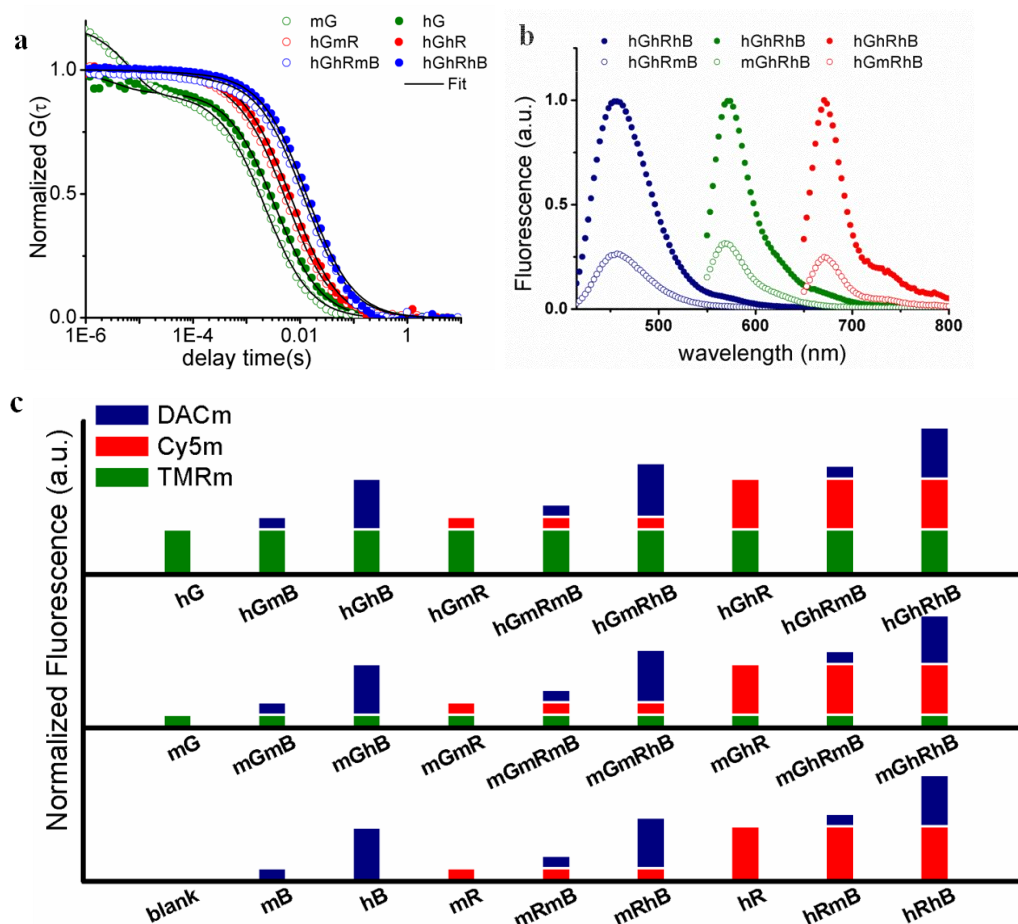 a
mG hG
hGmR hGhR
hGhRmB hGhRhB
Fit
Normalized G(τ)
1.0
0.5
0.0
1E-6 1E-4 0.01 1
delay time(s)
b
hGhRhB hGhRhB hGhRhB
hGhRmB mGhRhB hGmRhB
Fluorescence (a.u.)
1.0
0.5
0.0
500 600 700 800
wavelength (nm)
c
DACm
Cy5m
TMRm
Normalized Fluorescence (a.u.)
hG hGmB hGhB hGmR hGmRmB hGmRhB hGhR hGhRmB hGhRhB
mG mGmB mGhB mGmR mGmRmB mGmRhB mGhR mGhRmB mGhRhB
blank mB hB mR mRmB mRhB hR hRmB hRhB